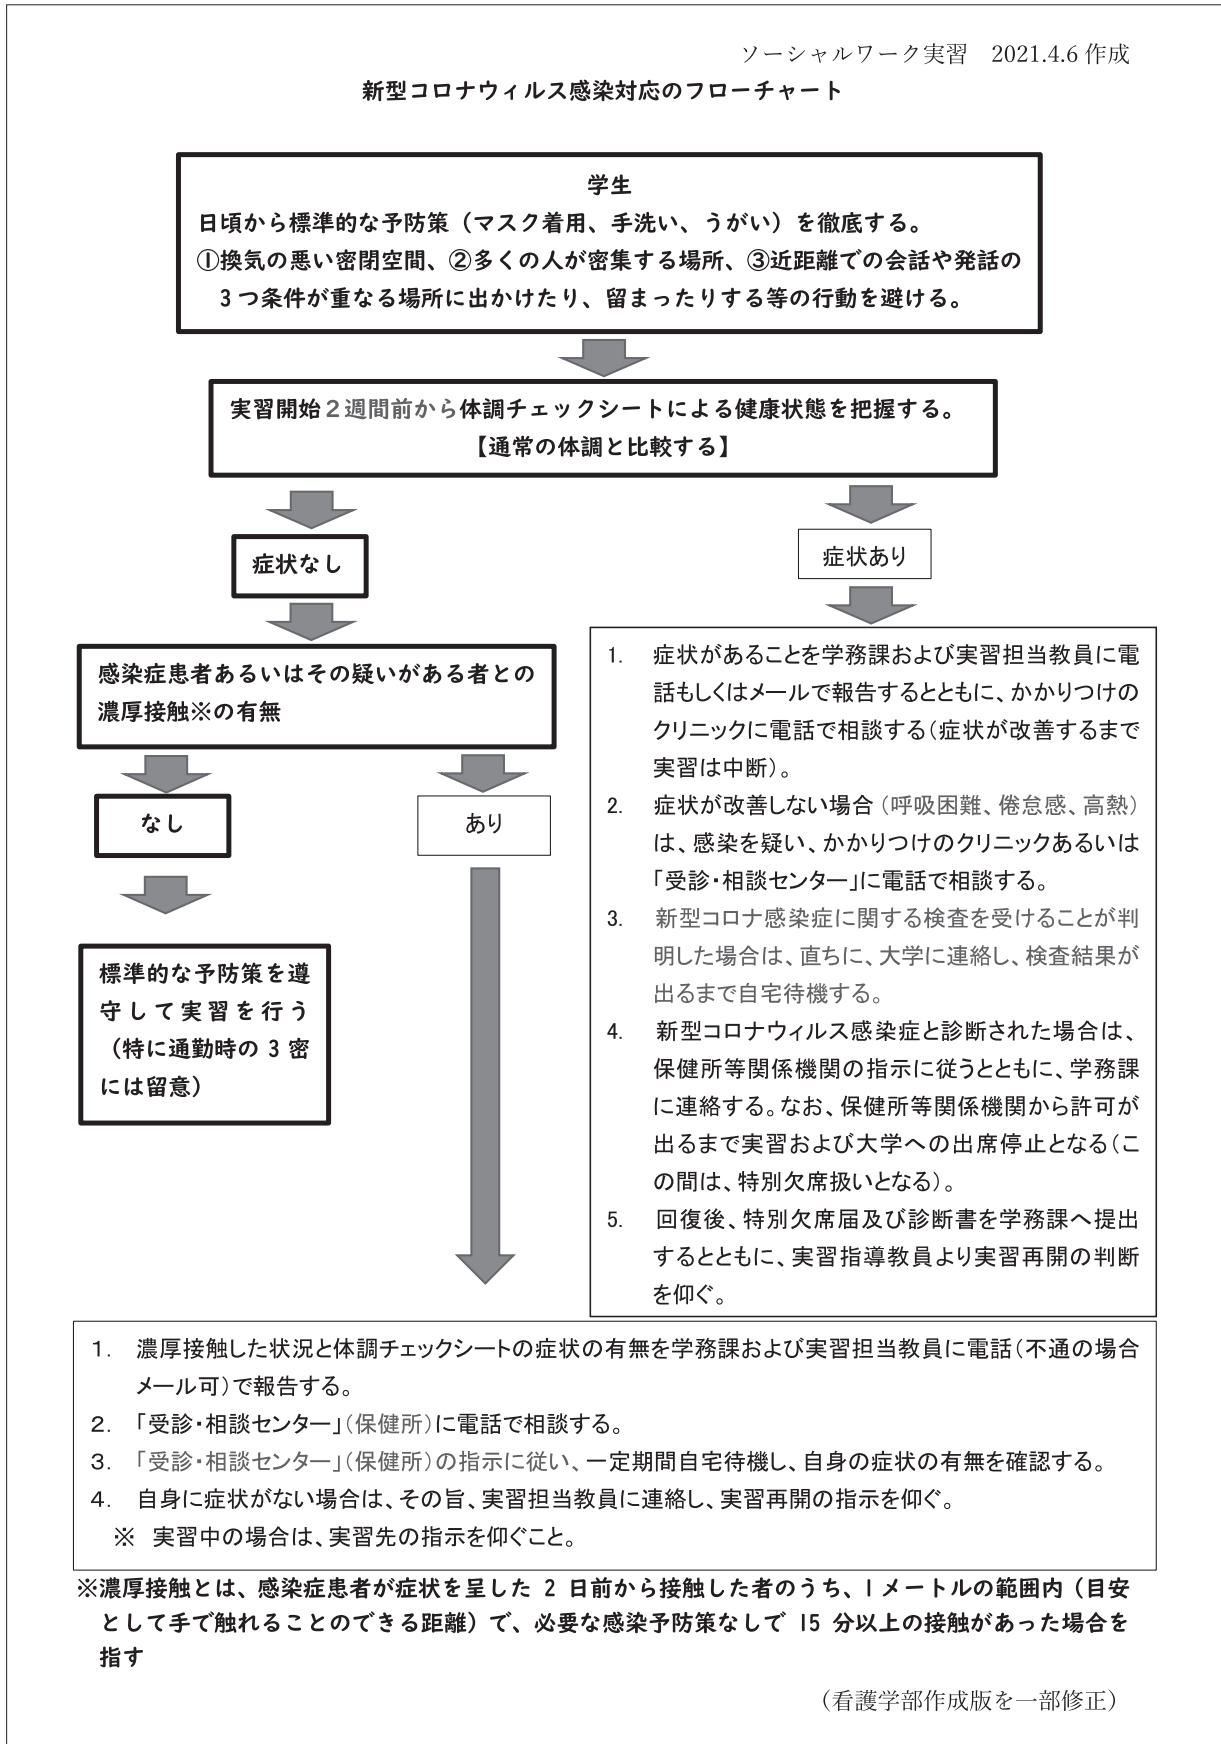 ソーシャルワーク実習　2021.4.6 作成
新型コロナウィルス感染対応のフローチャート
学生
日頃から標準的な予防策（マスク着用、手洗い、うがい）を徹底する。
①換気の悪い密閉空間、②多くの人が密集する場所、③近距離での会話や発話の
3つ条件が重なる場所に出かけたり、留まったりする等の行動を避ける。
実習開始２週間前から体調チェックシートによる健康状態を把握する。
【通常の体調と比較する】
症状なし
症状あり
感染症患者あるいはその疑いがある者との
濃厚接触※の有無
なし
あり
標準的な予防策を遵
守して実習を行う
（特に通勤時の 3 密
には留意）
1.　症状があることを学務課および実習担当教員に電
話もしくはメールで報告するとともに、かかりつけの
クリニックに電話で相談する（症状が改善するまで
実習は中断）。
2.　症状が改善しない場合（呼吸困難、倦怠感、高熱）
は、感染を疑い、かかりつけのクリニックあるいは
「受診・相談センター」に電話で相談する。
3.　新型コロナ感染症に関する検査を受けることが判
明した場合は、直ちに、大学に連絡し、検査結果が
出るまで自宅待機する。
4.　新型コロナウィルス感染症と診断された場合は、
保健所等関係機関の指示に従うとともに、学務課
に連絡する。なお、保健所等関係機関から許可が
出るまで実習および大学への出席停止となる（こ
の間は、特別欠席扱いとなる）。
5.　回復後、特別欠席届及び診断書を学務課へ提出
するとともに、実習指導教員より実習再開の判断
を仰ぐ。
1.　濃厚接触した状況と体調チェックシートの症状の有無を学務課および実習担当教員に電話（不通の場合
メール可）で報告する。
2.　「受診・相談センター」（保健所）に電話で相談する。
3.　「受診・相談センター」（保健所）の指示に従い、一定期間自宅待機し、自身の症状の有無を確認する。
4.　自身に症状がない場合は、その旨、実習担当教員に連絡し、実習再開の指示を仰ぐ。
※　実習中の場合は、実習先の指示を仰ぐこと。
※濃厚接触とは、感染症患者が症状を呈した 2 日前から接触した者のうち、1メートルの範囲内（目安
として手で触れることのできる距離）で、必要な感染予防策なしで 15 分以上の接触があった場合を
指す
（看護学部作成版を一部修正）